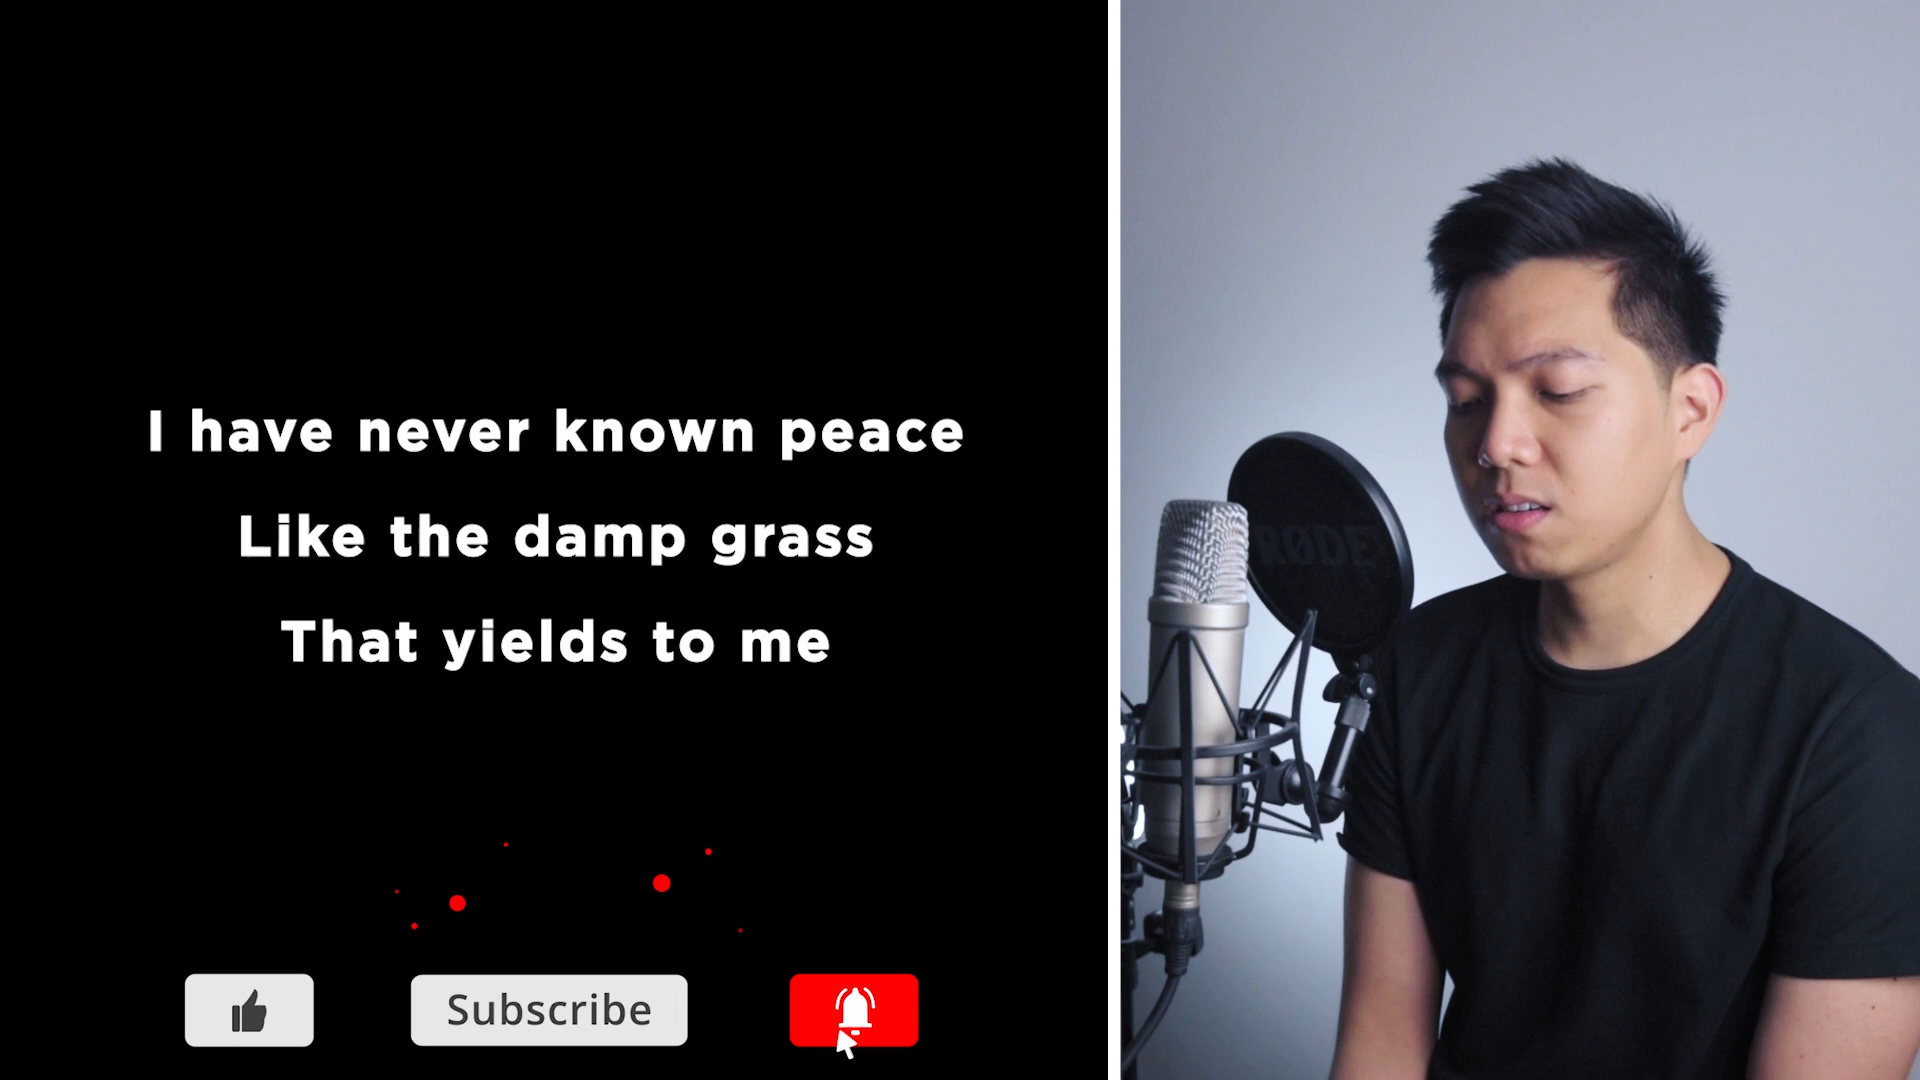 I have never known peace
Like the damp grass
That yields to me
Subscribe
RØDE